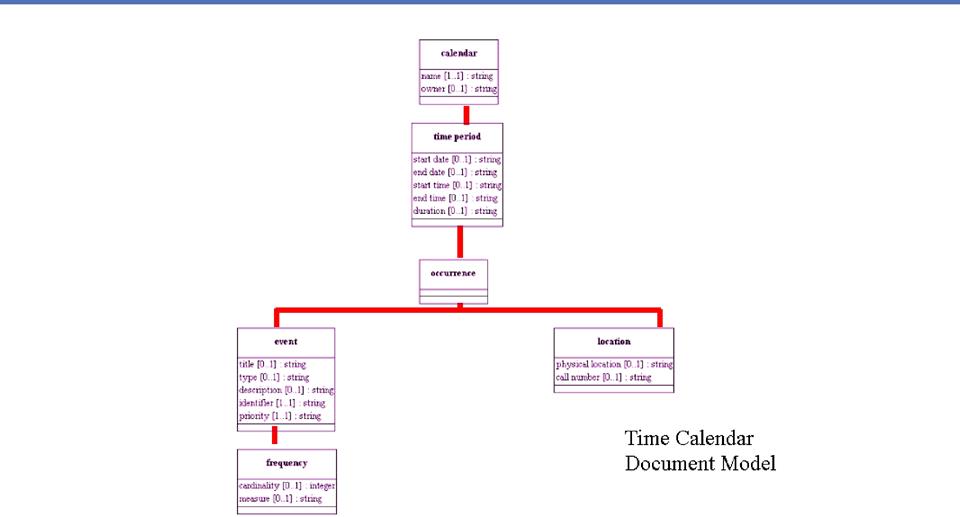 calendar
name [1..1] : string
owner [0..1] : string
time period
start date [0..1] : string
end date [0..1] : string
start time [0..1] : string
end time [0..1] : string
duration [0..1] : string
occurrence
event
title [0..1] : string
type [0..1] : string
description [0..1] : string
identifier [1..1] : string
priority [1..1] : string
location
physical location [0..1] : string
call number [0..1] : string
frequency
cardinality [0..1] : integer
measure [0..1] : string
Time Calendar
Document Model